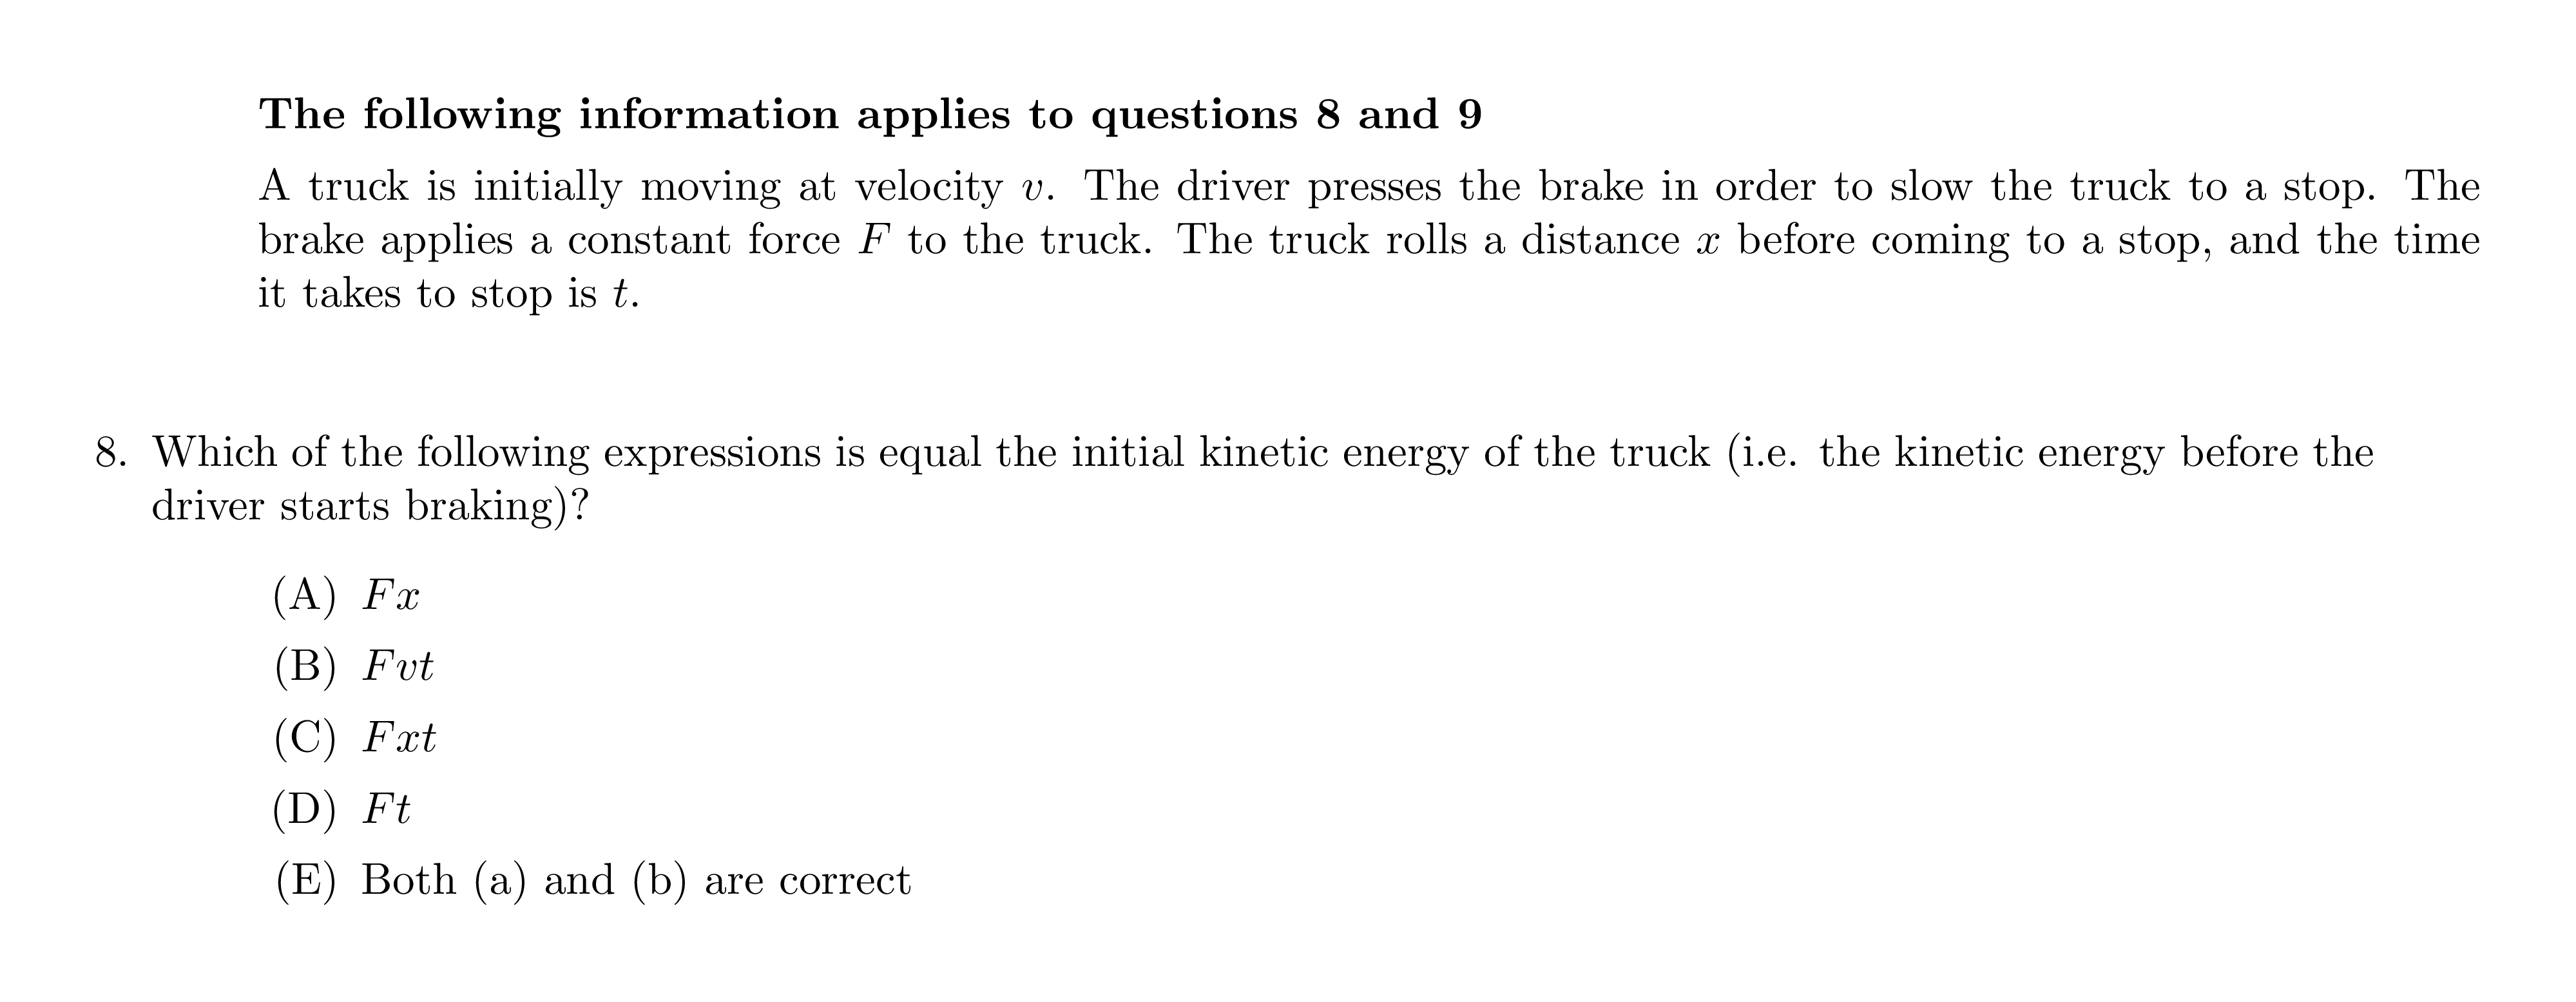 The following information applies to questions 8 and 9
A truck is initially moving at velocity v. The driver presses the brake in order to slow the truck to a stop. The
brake applies a constant force F to the truck. The truck rolls a distance x before coming to a stop, and the time
it takes to stop is t.
8. Which of the following expressions is equal the initial kinetic energy of the truck (i.e. the kinetic energy before the
driver starts braking)?
(A) Fx
(B) Fvt
(C) Fxt
(D) Ft
(E) Both (a) and (b) are correct